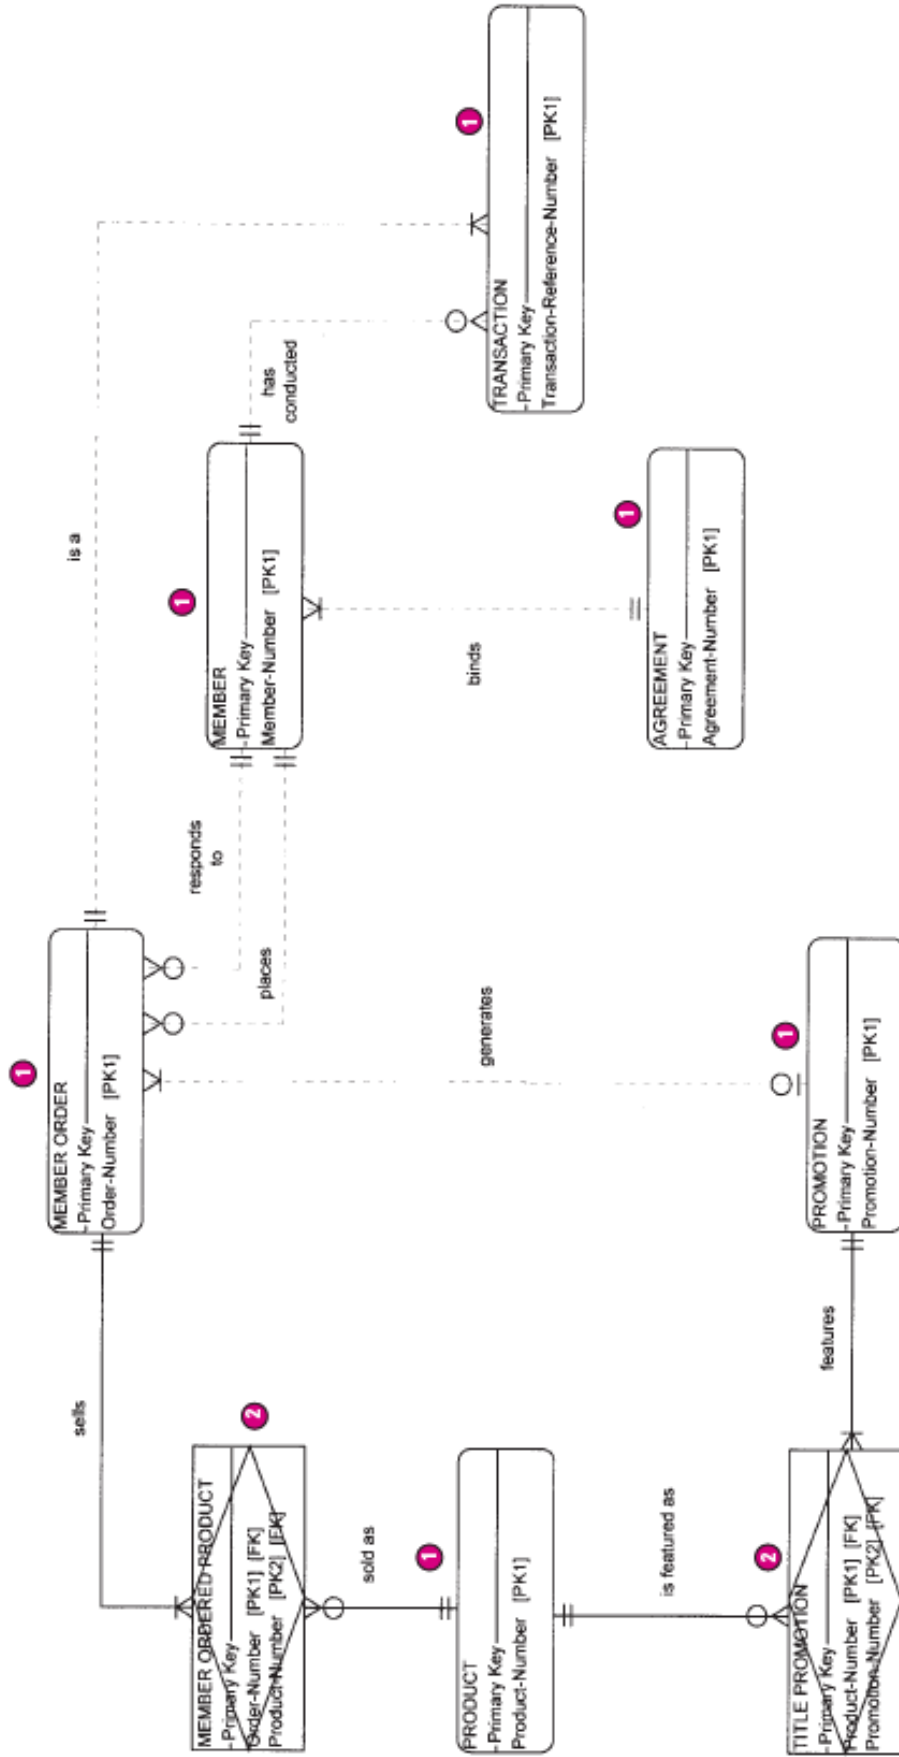 sells
MEMBER ORDER
Primary Key
Order-Number [PK1]
1
is a
MEMBER ORDERED PRODUCT
Primary Key
Order-Number [PK1] [FK]
Product-Number [PK2] [FK]
2
places
responds
to
MEMBER
Primary Key
Member-Number [PK1]
1
has
conducted
sold as
generates
binds
1
PRODUCT
Primary Key
Product-Number [PK1]
1
TRANSACTION
Primary Key
Transaction-Reference-Number [PK1]
1
is featured as
AGREEMENT
Primary Key
Agreement-Number [PK1]
1
TITLE PROMOTION
Primary Key
Product-Number [PK1] [FK]
Promotion-Number [PK2] [FK]
2
features
PROMOTION
Primary Key
Promotion-Number [PK1]